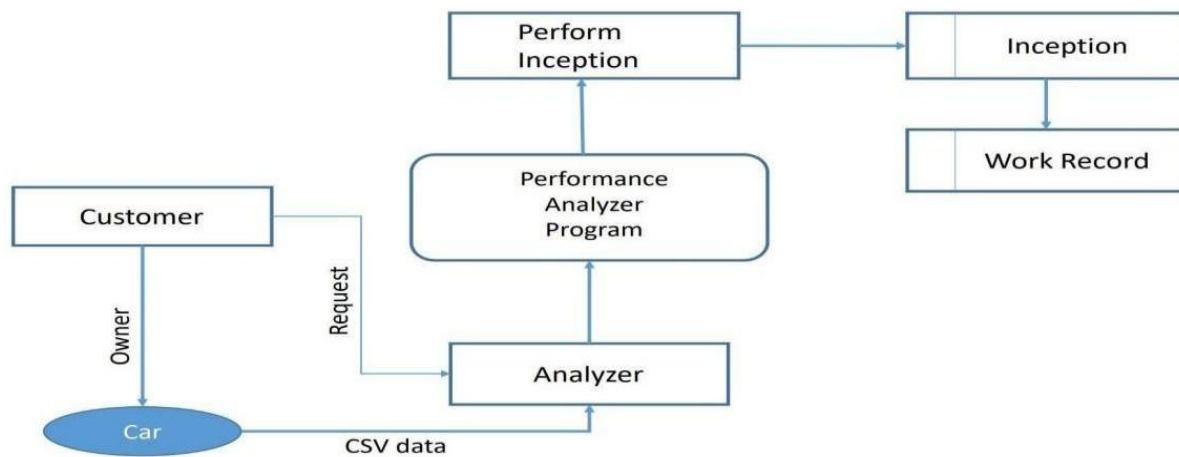 Perform
Inception
Inception
Work Record
Performance
Analyzer
Program
Customer
Owner
Request
Analyzer
Car
CSV data